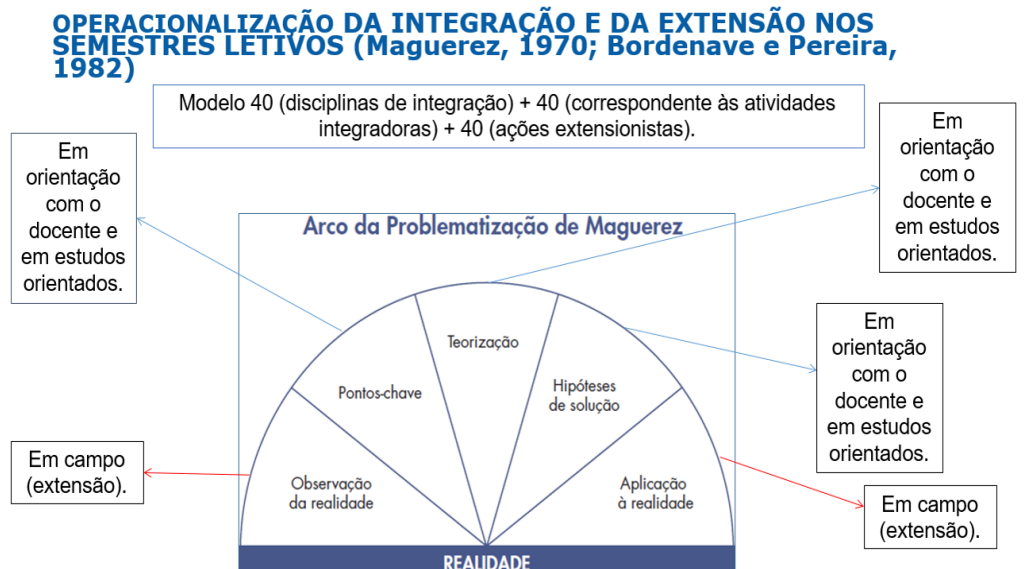 OPERACIONALIZAÇÃO DA INTEGRAÇÃO E DA EXTENSÃO NOS
SEMESTRES LETIVOS (Maguerez, 1970; Bordenave e Pereira,
1982)
Modelo 40 (disciplinas de integração) + 40 (correspondente às atividades
integradoras) + 40 (ações extensionistas).
Em
orientação
com o
docente e
em estudos
orientados.
Em
orientação
com o
docente e
em estudos
orientados.
Arco da Problematização de Maguerez
Teorização
Pontos-chave
Hipóteses
de solução
Em
orientação
com o
docente e
em estudos
orientados.
Em campo
(extensão).
Observação
da realidade
Aplicação
à realidade
Em campo
(extensão).
REALIDADE